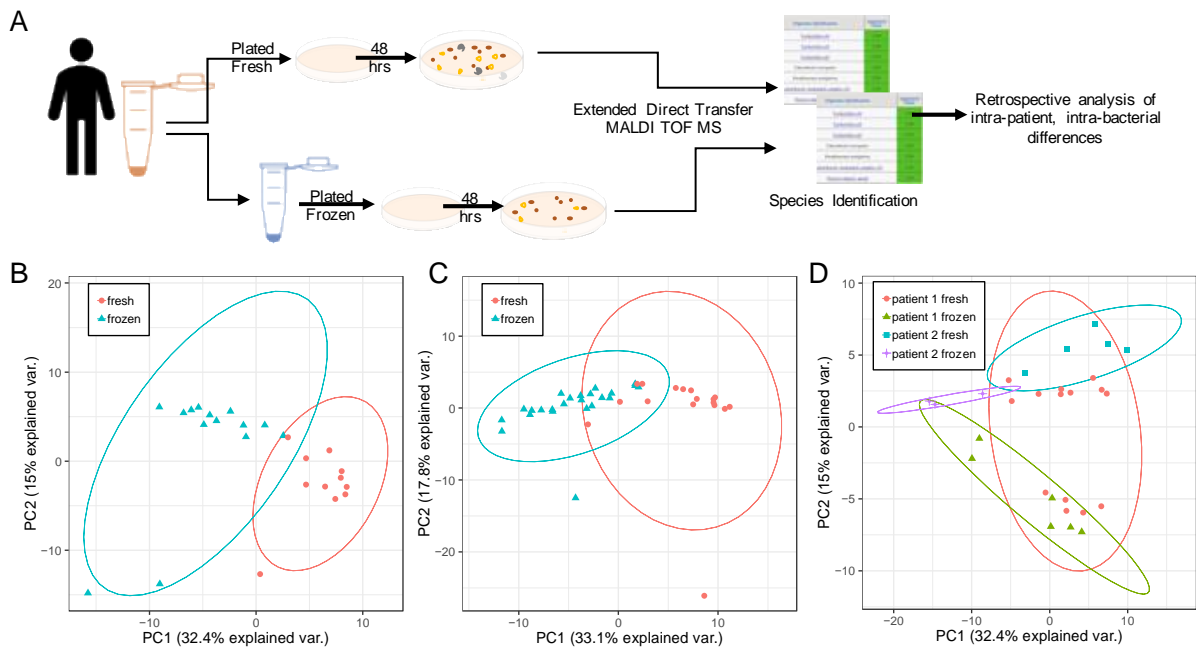 A
Plated
Fresh
48
hrs
Extended Direct Transfer
MALDI TOF MS
Retrospective analysis of
intra-patient, intra-bacterial
differences
Plated
Frozen
48
hrs
Species Identification
B
fresh
frozen
20
10
0
−10
−10
0
10
PC2 (15% explained var.)
PC1 (32.4% explained var.)
C
fresh
frozen
20
10
0
−10
−20
−10
0
10
PC2 (17.8% explained var.)
PC1 (33.1% explained var.)
D
patient 1 fresh
patient 1 frozen
patient 2 fresh
patient 2 frozen
10
5
0
−5
−10
−20
−10
0
10
PC2 (15% explained var.)
PC1 (32.4% explained var.)